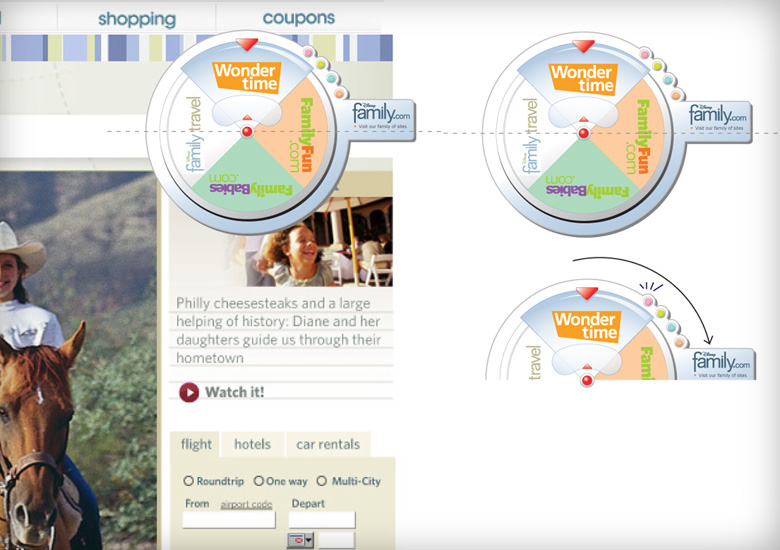 shopping
coupons
Wonder
time
family travel
FamilyFun
.com
FamilyBabies
.com
Disney
family.com
• Visit our family of sites
Wonder
time
family travel
FamilyFun
.com
FamilyBabies
.com
Disney
family.com
• Visit our family of sites
Philly cheesesteaks and a large
helping of history: Diane and her
daughters guide us through their
hometown
Watch it!
Wonder
time
travel
Fami
Disney
family.com
• Visit our family of sites
flight
hotels
car rentals
Roundtrip
One way
Multi-City
From
airport code
Depart